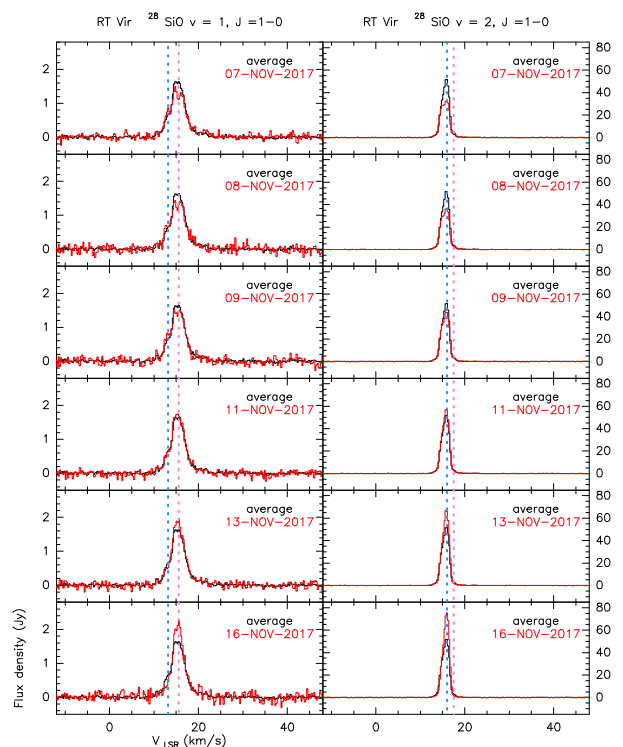 RT Vir 28 SiO v = 1, J =1-0
RT Vir 28 SiO v = 2, J =1-0
average
07-NOV-2017
average
07-NOV-2017
2
1
0
80
60
40
20
0
average
08-NOV-2017
average
08-NOV-2017
2
1
0
80
60
40
20
0
average
09-NOV-2017
average
09-NOV-2017
2
1
0
80
60
40
20
0
average
11-NOV-2017
average
11-NOV-2017
2
1
0
80
60
40
20
0
average
13-NOV-2017
average
13-NOV-2017
2
1
0
80
60
40
20
0
average
16-NOV-2017
average
16-NOV-2017
2
1
0
80
60
40
20
0
Flux density (Jy)
0 20 40
0 20 40
V LSR (km/s)